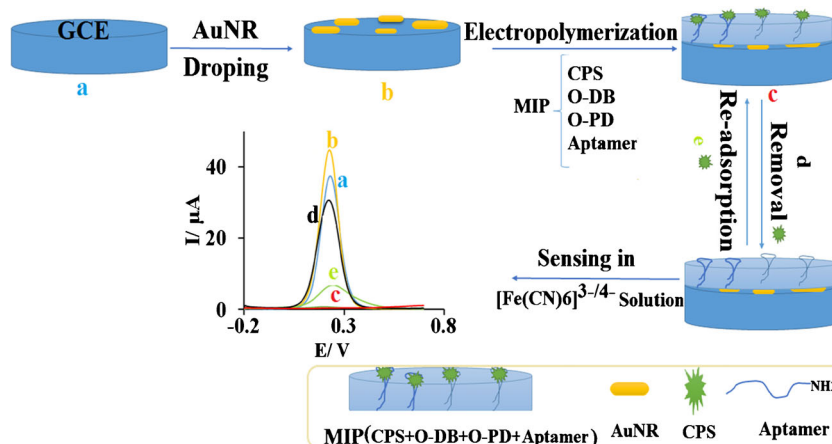 GCE
AuNR
Droping
a
b
Electropolymerization
MIP
CPS
O-DB
O-PD
Aptamer
c
Re-adsorption
e
d
Removal
I/ µA
40
20
0
-0.2
0.3
0.8
E/ V
b
a
d
e
c
Sensing in
[Fe(CN)6]3-/4- Solution
MIP(CPS+O-DB+O-PD+Aptamer)
AuNR
CPS
Aptamer